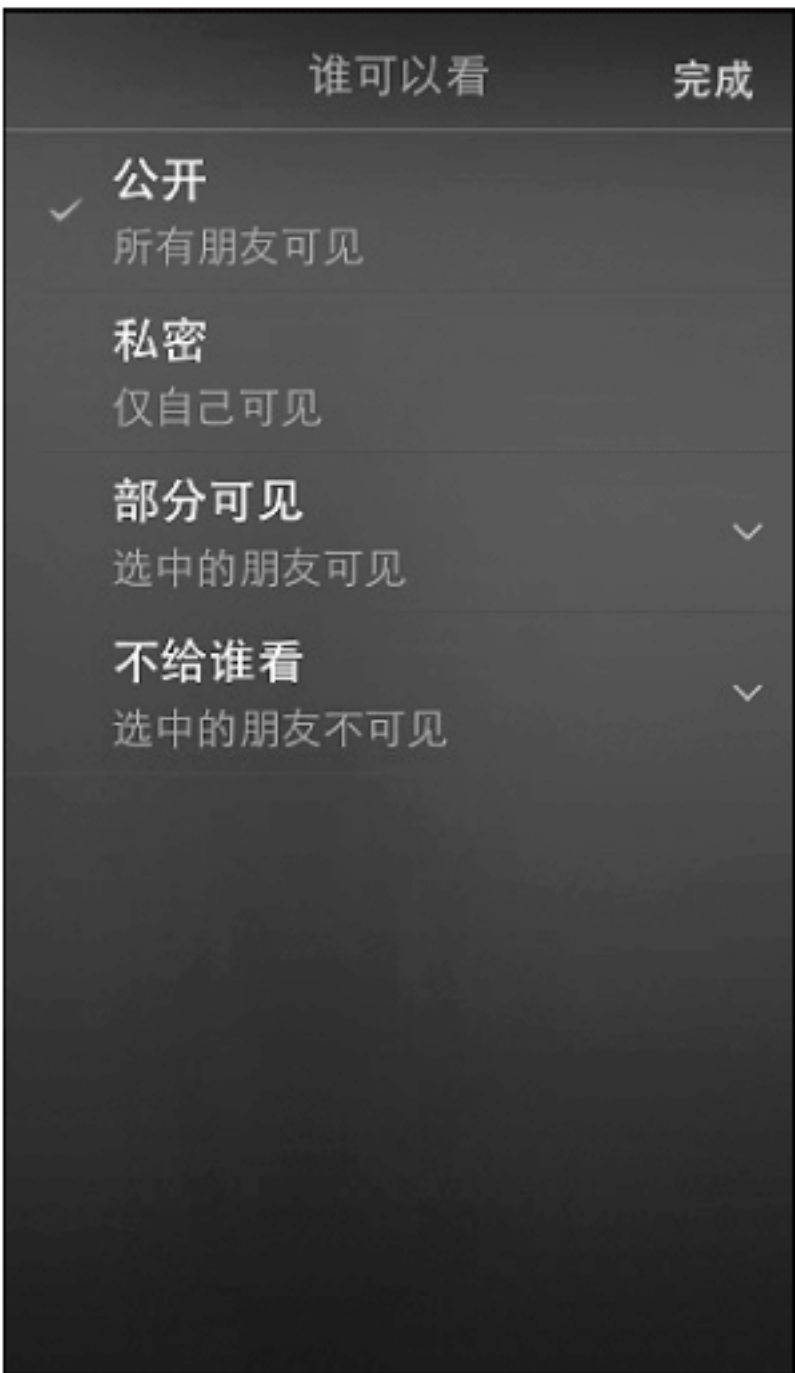 谁可以看
完成
公开
所有朋友可见
私密
仅自己可见
部分可见
选中的朋友可见
不给谁看
选中的朋友不可见